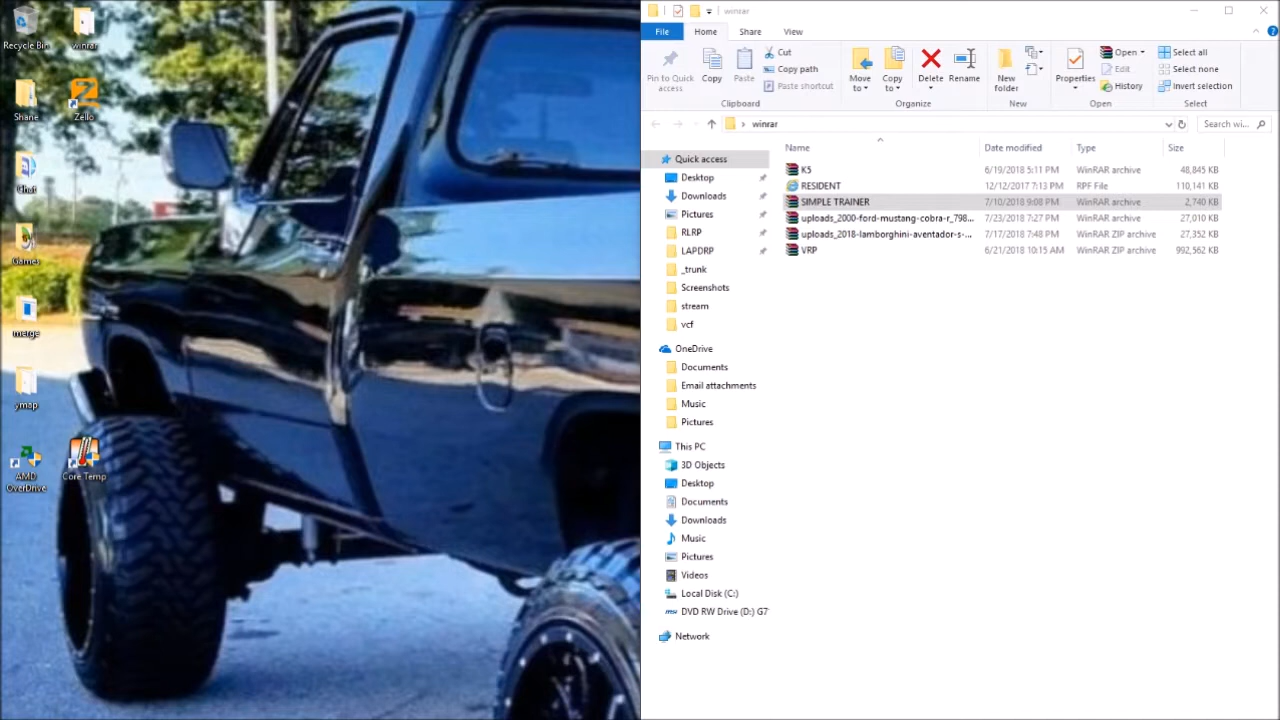 Recycle Bin
winrar
Shane
Zello
Chat
Games
merge
ymap
AMD OverDrive
Core Temp
winrar
File Home Share View
Pin to Quick access
Copy
Paste
Cut
Copy path
Paste shortcut
Clipboard
Move to
Copy to
Delete
Rename
Organize
New folder
New
Properties
Open
Edit
History
Open
Select all
Select none
Invert selection
Select
winrar
Search wi...
Name Date modified Type Size
K5 6/19/2018 5:11 PM WinRAR archive 48,845 KB
RESIDENT 12/12/2017 7:13 PM RPF File 110,141 KB
SIMPLE TRAINER 7/10/2018 9:08 PM WinRAR archive 2,740 KB
uploads_2000-ford-mustang-cobra-r_798... 7/23/2018 7:27 PM WinRAR archive 27,010 KB
uploads_2018-lamborghini-aventador-s-... 7/17/2018 7:48 PM WinRAR ZIP archive 27,352 KB
VRP 6/21/2018 10:15 AM WinRAR ZIP archive 992,562 KB
Quick access
Desktop
Downloads
Pictures
RLRP
LAPDRP
_trunk
Screenshots
stream
vcf
OneDrive
Documents
Email attachments
Music
Pictures
This PC
3D Objects
Desktop
Documents
Downloads
Music
Pictures
Videos
Local Disk (C:)
DVD RW Drive (D:) G7
Network